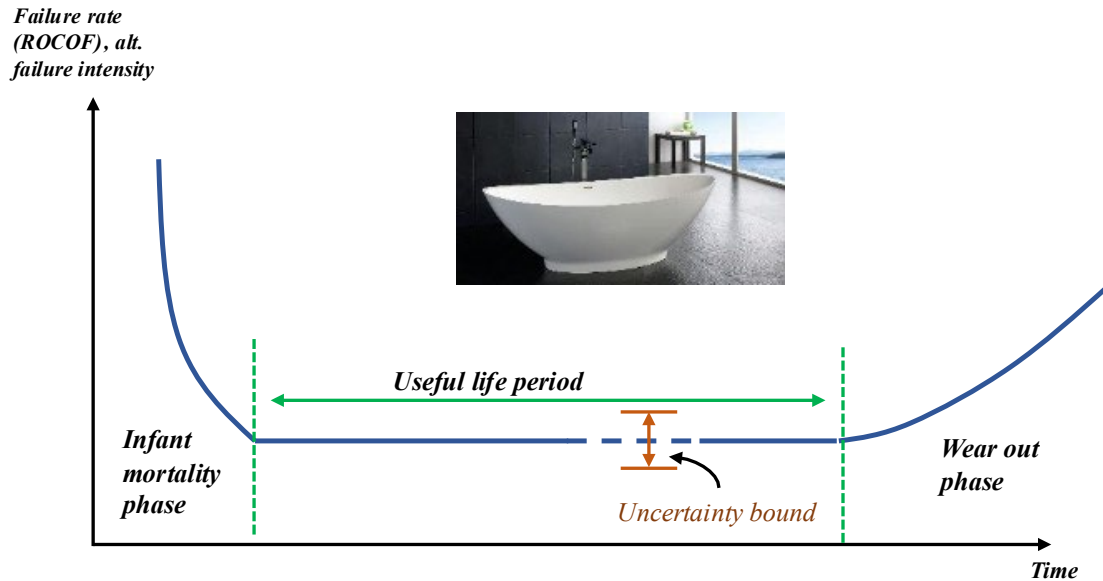 Failure rate
(ROCOF), alt.
failure intensity
Useful life period
Infant
mortality
phase
Wear out
phase
Uncertainty bound
Time